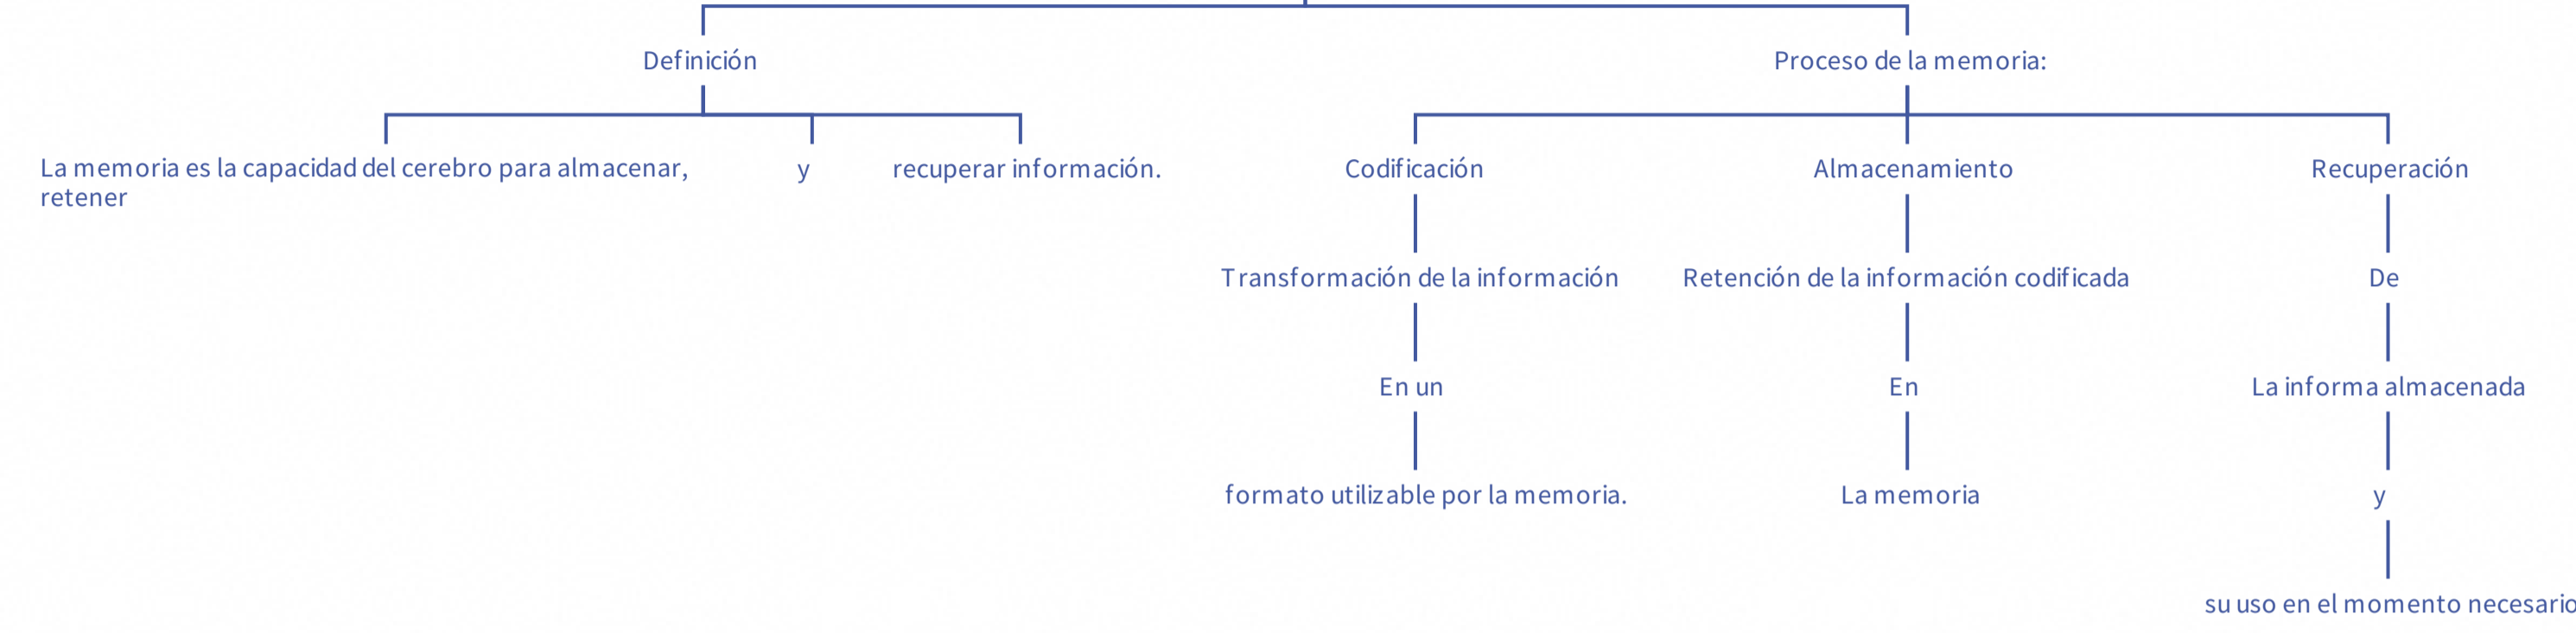 Definición
Proceso de la memoria:
La memoria es la capacidad del cerebro para almacenar,
retener
y
recuperar información.
Codificación
Almacenamiento
Recuperación
Transformación de la información
Retención de la información codificada
De
En un
En
La informa almacenada
formato utilizable por la memoria.
La memoria
y
su uso en el momento necesario